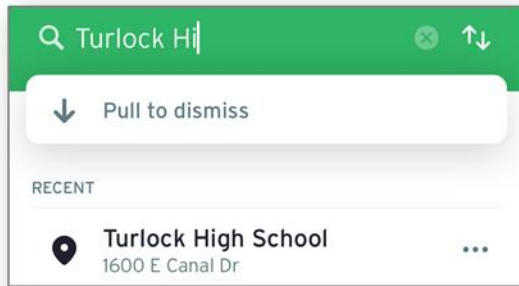 Turlock Hi
Pull to dismiss
RECENT
Turlock High School
1600 E Canal Dr